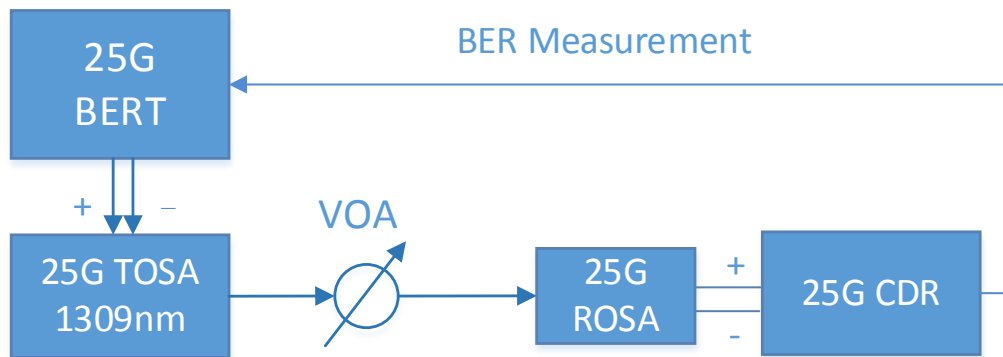 25G
BERT
BER Measurement
+ –
VOA
25G TOSA
1309nm
25G
ROSA
+
-
25G CDR